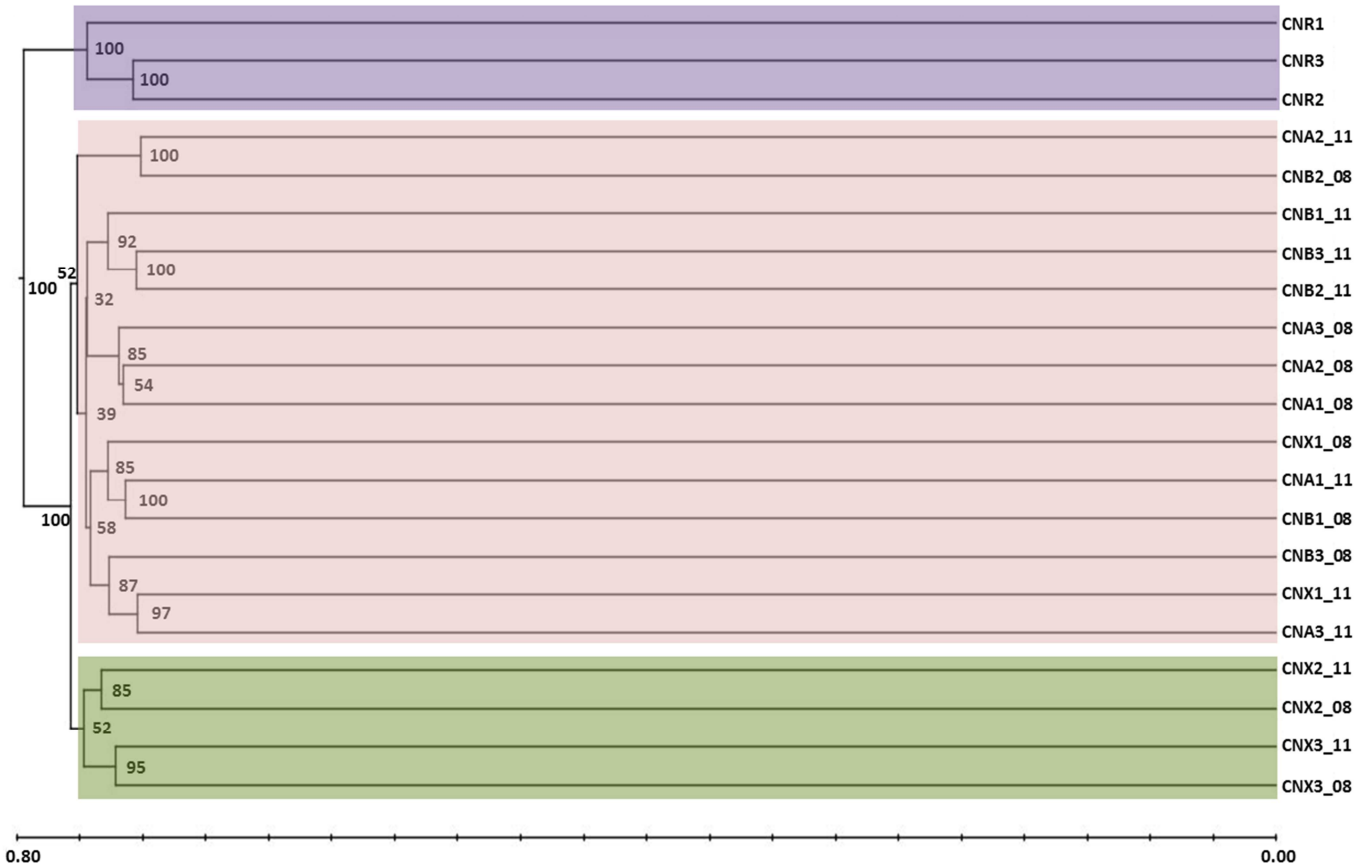 CNR1
100
CNR3
100
CNR2
CNA2_11
100
CNB2_08
CNB1_11
92
CNB3_11
100
52
100
CNB2_11
32
CNA3_08
85
CNA2_08
54
CNA1_08
39
CNX1_08
85
CNA1_11
100
100
CNB1_08
58
CNB3_08
87
CNX1_11
97
CNA3_11
CNX2_11
85
CNX2_08
52
CNX3_11
95
CNX3_08
0.80 0.00